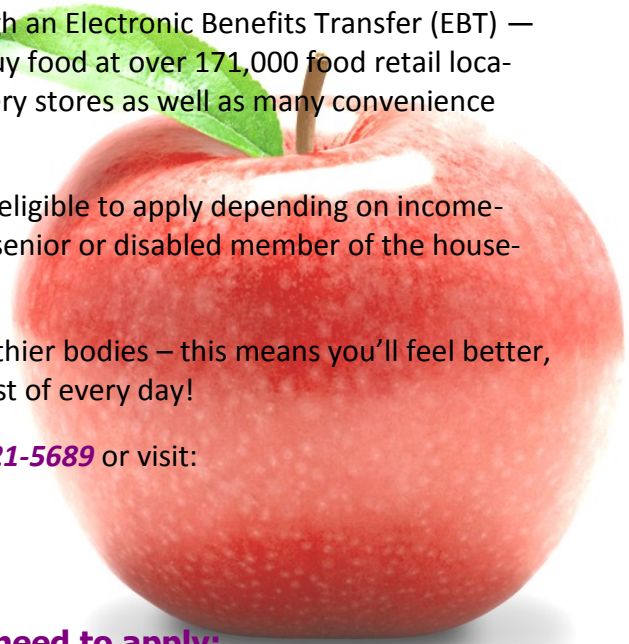 h an Electronic Benefits Transfer (EBT) —
uy food at over 171,000 food retail loca-
ery stores as well as many convenience
eligible to apply depending on income-
senior or disabled member of the house-
thier bodies – this means you'll feel better,
st of every day!
21-5689 or visit:
need to apply: